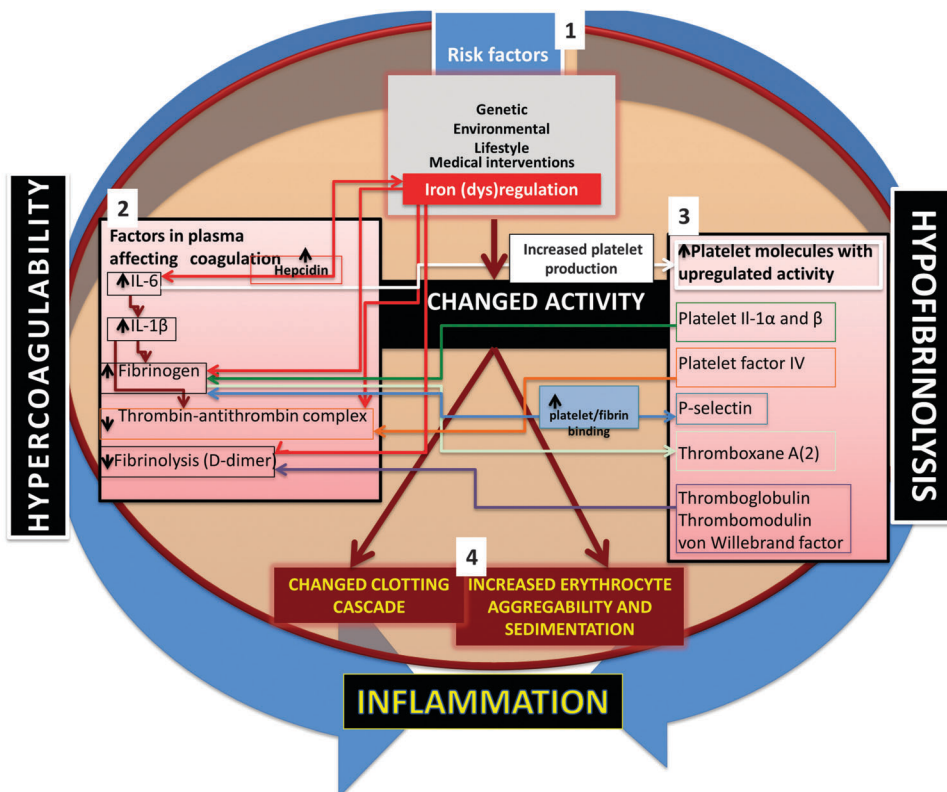 1
Risk factors
Genetic
Environmental
Lifestyle
Medical interventions
Iron (dys)regulation
HYPERCOAGULABILITY
2
Factors in plasma
affecting coagulation
Hepcidin
IL-6
IL-1β
Fibrinogen
Thrombin-antithrombin complex
Fibrinolysis (D-dimer)
Increased platelet
production
CHANGED ACTIVITY
platelet/fibrin
binding
3
Platelet molecules with
upregulated activity
Platelet Il-1α and β
Platelet factor IV
P-selectin
Thromboxane A(2)
Thromboglobulin
Thrombomodulin
von Willebrand factor
HYPOFIBRINOLYSIS
4
CHANGED CLOTTING
CASCADE
INCREASED ERYTHROCYTE
AGGREGABILITY AND
SEDIMENTATION
INFLAMMATION